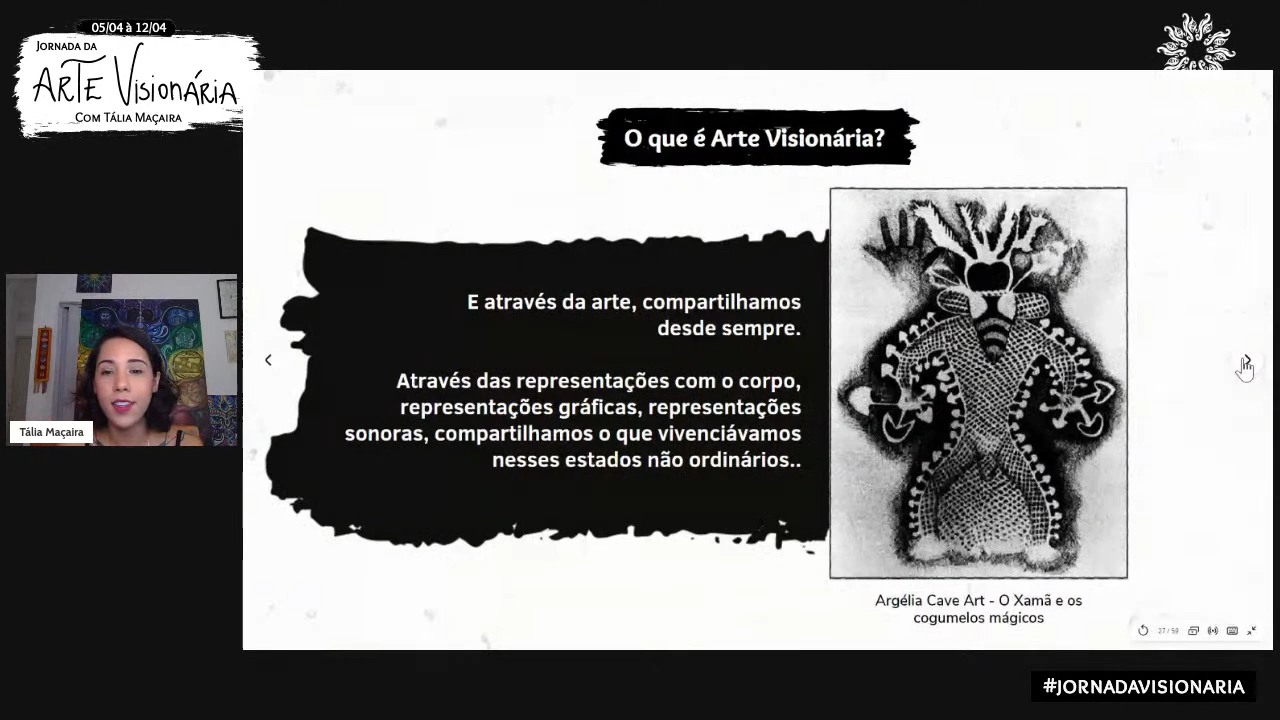 05/04 à 12/04
JORNADA DA
ARTE VISIONÁRIA
COM TÁLIA MAÇAIRA
O que é Arte Visionária?
E através da arte, compartilhamos
desde sempre.
Através das representações com o corpo,
representações gráficas, representações
sonoras, compartilhamos o que vivenciávamos
nesses estados não ordinários..
Argélia Cave Art - O Xamã e os
cogumelos mágicos
Tália Maçaira
27 / 59
#JORNADAVISIONARIA